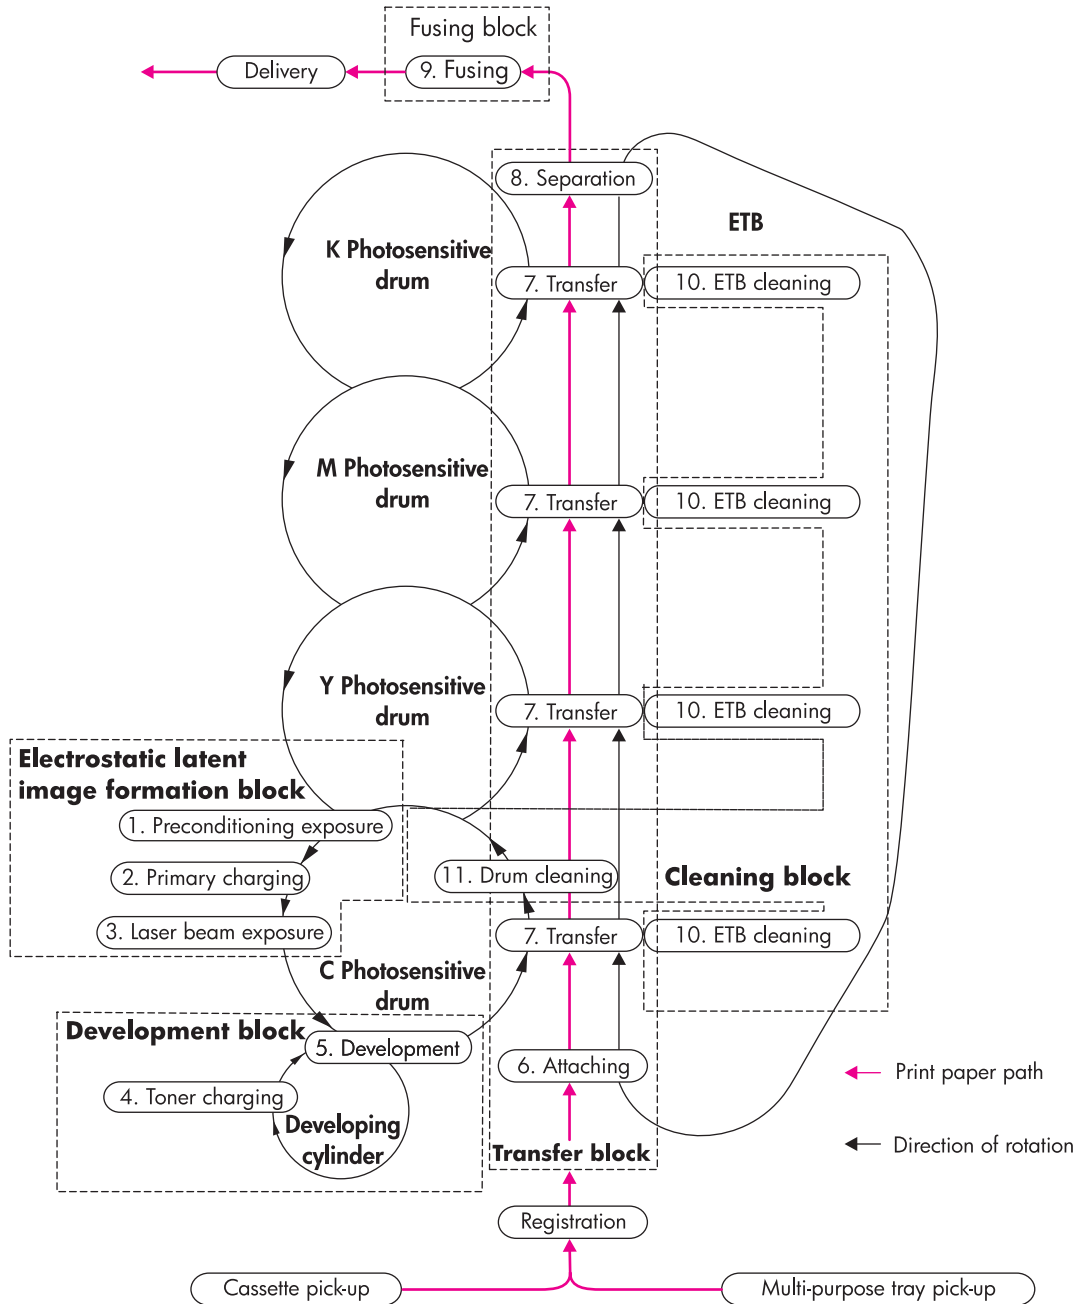 Fusing block
Delivery
9. Fusing
8. Separation
ETB
K Photosensitive
drum
7. Transfer
10. ETB cleaning
M Photosensitive
drum
7. Transfer
10. ETB cleaning
Y Photosensitive
drum
7. Transfer
10. ETB cleaning
Electrostatic latent
image formation block
1. Preconditioning exposure
2. Primary charging
11. Drum cleaning
Cleaning block
3. Laser beam exposure
7. Transfer
10. ETB cleaning
C Photosensitive
drum
Development block
5. Development
6. Attaching
Print paper path
4. Toner charging
Developing
cylinder
Transfer block
Direction of rotation
Registration
Cassette pick-up
Multi-purpose tray pick-up